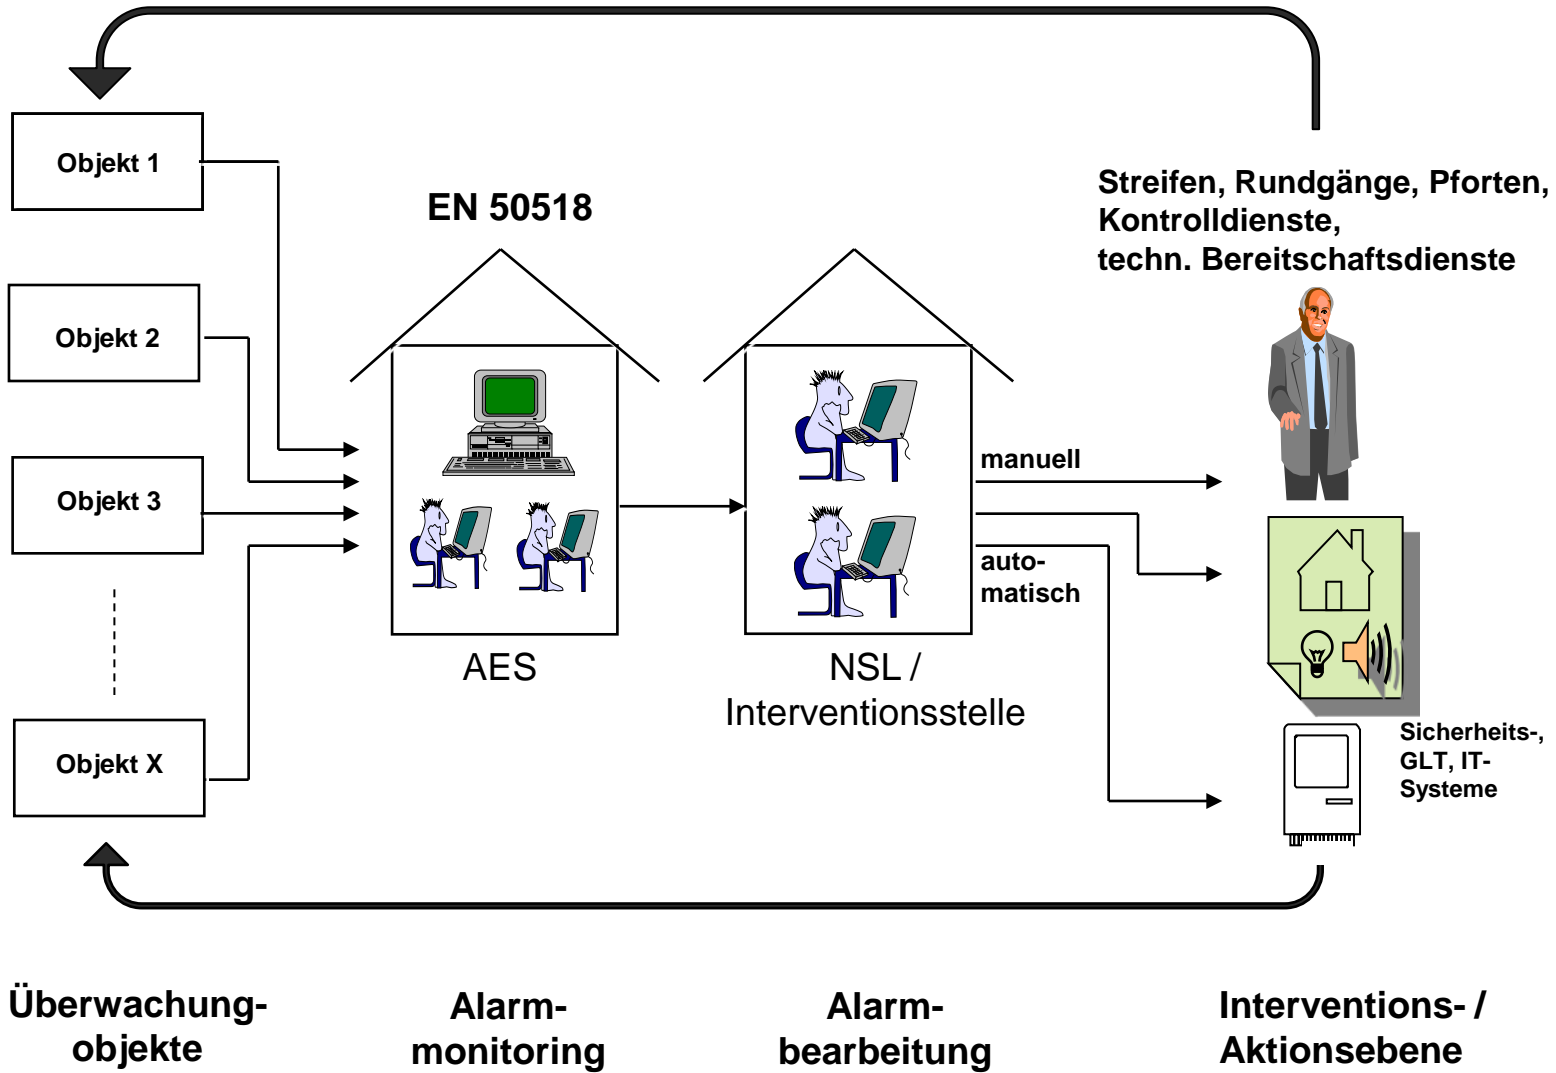 Objekt 1
Objekt 2
Objekt 3
Objekt X
EN 50518
AES
NSL /
Interventionsstelle
manuell
auto-
matisch
Streifen, Rundgänge, Pforten,
Kontrolldienste,
techn. Bereitschaftsdienste
Sicherheits-,
GLT, IT-
Systeme
Überwachung-
objekte
Alarm-
monitoring
Alarm-
bearbeitung
Interventions- /
Aktionsebene